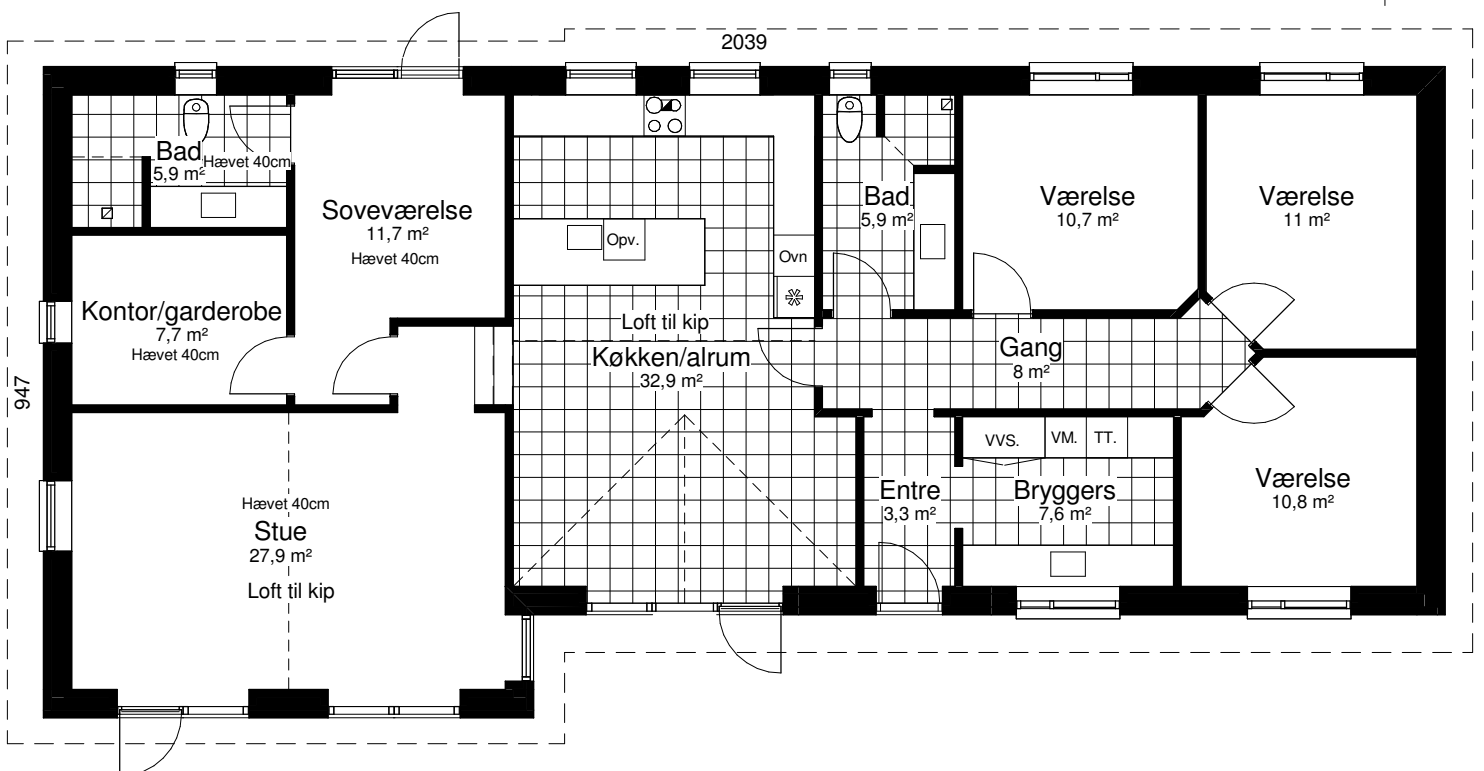 2039
947
Bad
5,9 m²
Hævet 40cm
Soveværelse
11,7 m²
Hævet 40cm
Kontor/garderobe
7,7 m²
Hævet 40cm
Hævet 40cm
Stue
27,9 m²
Loft til kip
Opv.
Ovn
Loft til kip
Køkken/alrum
32,9 m²
Bad
5,9 m²
Værelse
10,7 m²
Værelse
11 m²
Gang
8 m²
Entre
3,3 m²
VVS.
VM.
TT.
Bryggers
7,6 m²
Værelse
10,8 m²